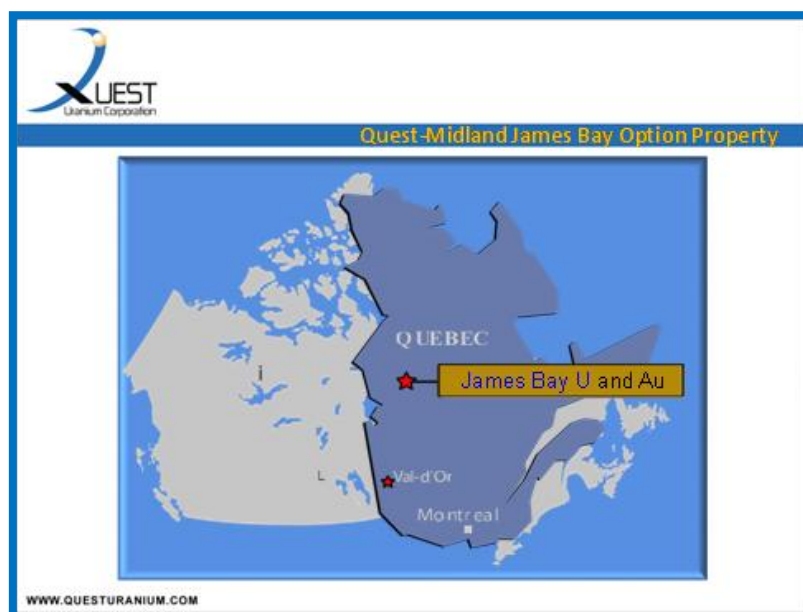 XUEST
Uranium Corporation
Quest-Midland James Bay Option Property
QUEBEC
James Bay U and Au
i
L
Val-d'Or
Montreal
WWW.QUESTURANIUM.COM